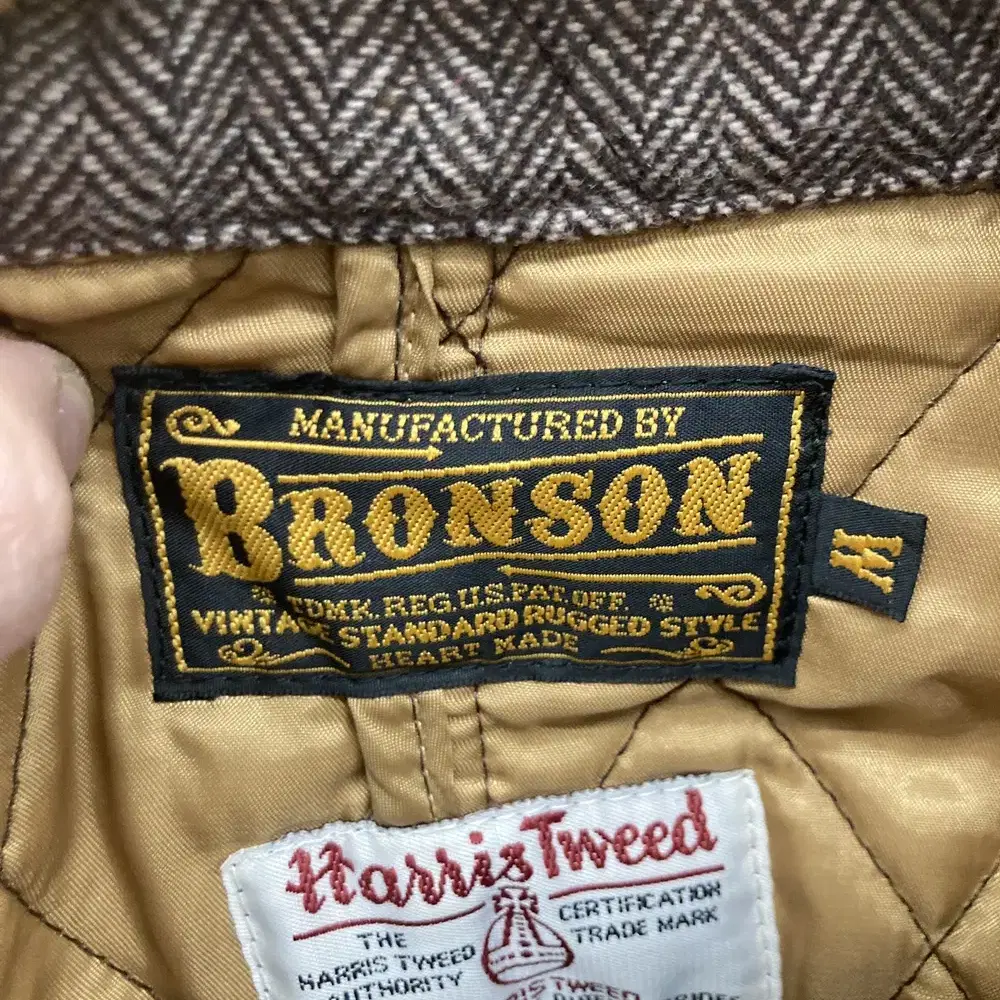 MANUFACTURED BY
BRONSON
TDMK. REG. U.S. PAT. OFF.
VINTAGE STANDARD RUGGED STYLE
HEART MADE
M
Harris Tweed
THE
HARRIS TWEED
AUTHORITY
CERTIFICATION
TRADE MARK
TWEED